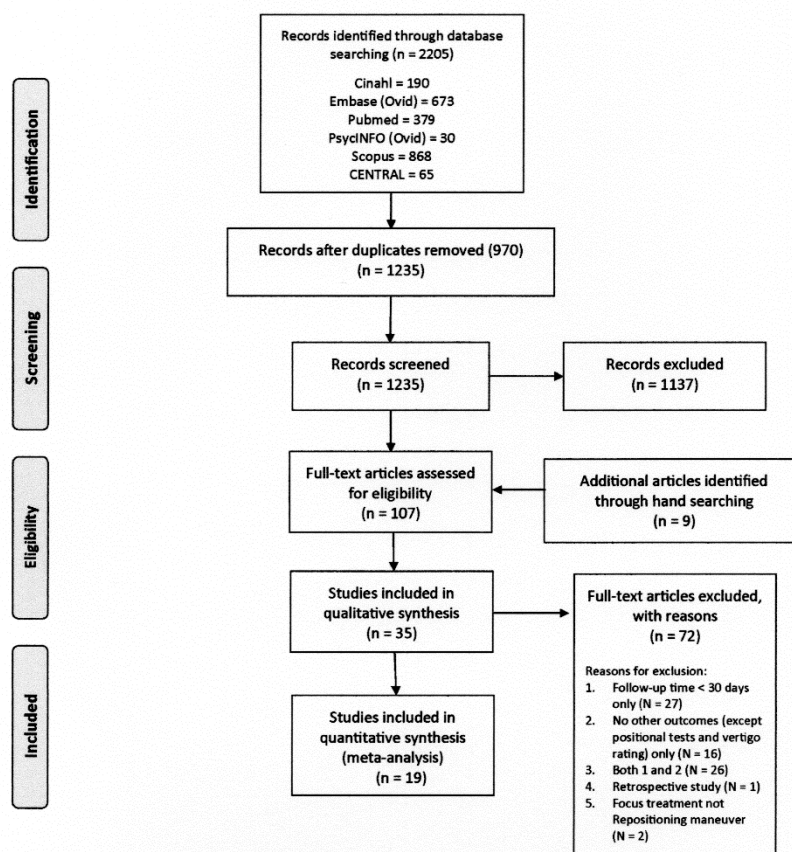 Records identified through database
searching (n = 2205)
Cinahl = 190
Embase (Ovid) = 673
Pubmed = 379
PsycINFO (Ovid) = 30
Scopus = 868
CENTRAL = 65
Identification
Records after duplicates removed (970)
(n = 1235)
Screening
Records screened
(n = 1235)
Records excluded
(n = 1137)
Eligibility
Full-text articles assessed
for eligibility
(n = 107)
Additional articles identified
through hand searching
(n = 9)
Studies included in
qualitative synthesis
(n = 35)
Full-text articles excluded,
with reasons
(n = 72)
Reasons for exclusion:
1. Follow-up time < 30 days
only (N = 27)
2. No other outcomes (except
positional tests and vertigo
rating) only (N = 16)
3. Both 1 and 2 (N = 26)
4. Retrospective study (N = 1)
5. Focus treatment not
Repositioning maneuver
(N = 2)
Included
Studies included in
quantitative synthesis
(meta-analysis)
n = 19